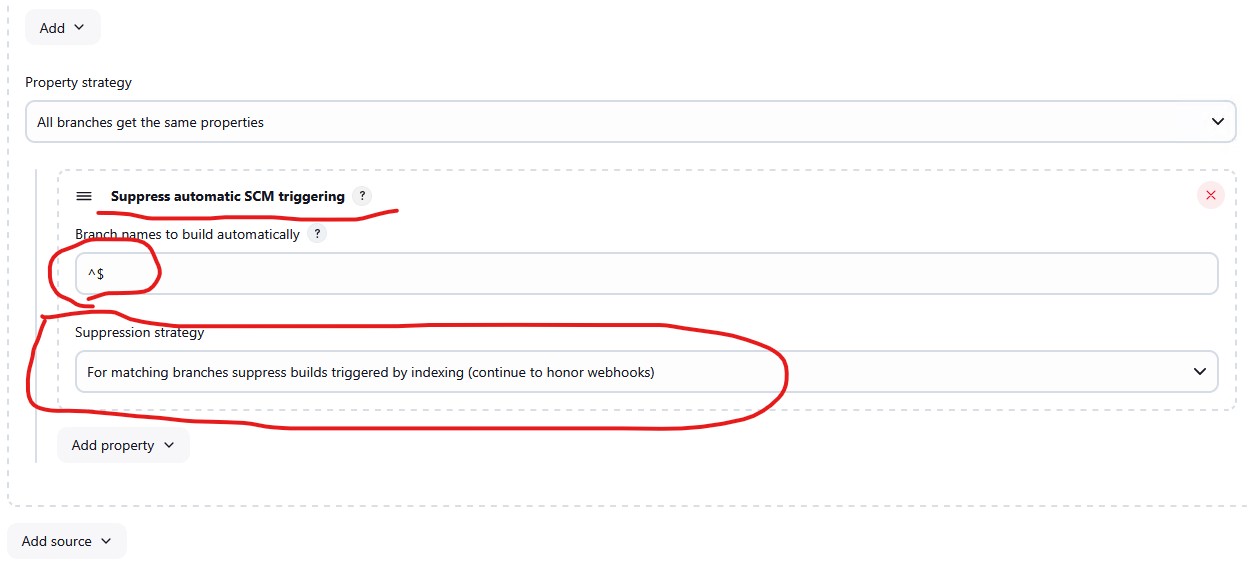 Add
Property strategy
All branches get the same properties
Suppress automatic SCM triggering ?
Branch names to build automatically ?
^$
Suppression strategy
For matching branches suppress builds triggered by indexing (continue to honor webhooks)
Add property
Add source